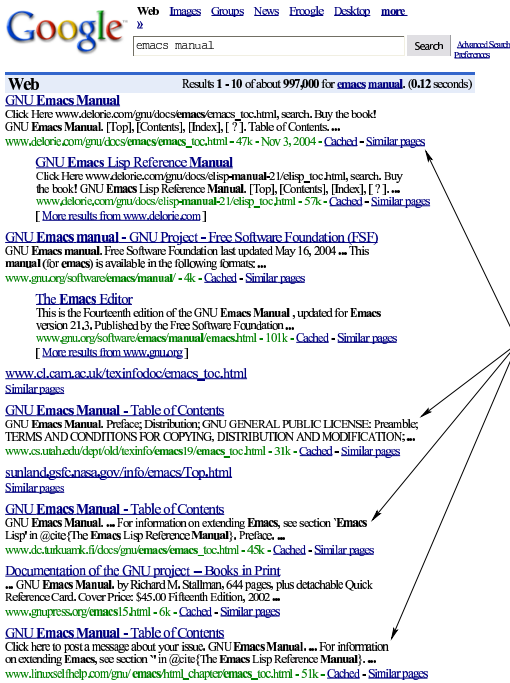 Google™
Web Images Groups News Froogle Desktop more
»
emacs manual Search Advanced Search
Preferences
Web Results 1 - 10 of about 997,000 for emacs manual. (0.12 seconds)
GNU Emacs Manual
Click Here www.delorie.com/gnu/docs/emacs/emacs_toc.html, search. Buy the book!
GNU Emacs Manual. [Top], [Contents], [Index], [ ? ]. Table of Contents. ...
www.delorie.com/gnu/docs/emacs/emacs_toc.html - 47k - Nov 3, 2004 - Cached - Similar pages
GNU Emacs Lisp Reference Manual
Click Here www.delorie.com/gnu/docs/elisp-manual-21/elisp_toc.html, search. Buy
the book! GNU Emacs Lisp Reference Manual. [Top], [Contents], [Index], [ ? ]. ...
www.delorie.com/gnu/docs/elisp-manual-21/elisp_toc.html - 57k - Cached - Similar pages
[ More results from www.delorie.com ]
GNU Emacs manual - GNU Project - Free Software Foundation (FSF)
GNU Emacs manual. Free Software Foundation last updated May 16, 2004 ... This
manual (for emacs) is available in the following formats: ...
www.gnu.org/software/emacs/manual/ - 4k - Cached - Similar pages
The Emacs Editor
This is the Fourteenth edition of the GNU Emacs Manual , updated for Emacs
version 21.3, Published by the Free Software Foundation ...
www.gnu.org/software/emacs/manual/emacs.html - 101k - Cached - Similar pages
[ More results from www.gnu.org ]
www.cl.cam.ac.uk/texinfodoc/emacs_toc.html
Similar pages
GNU Emacs Manual - Table of Contents
GNU Emacs Manual. Preface; Distribution; GNU GENERAL PUBLIC LICENSE: Preamble;
TERMS AND CONDITIONS FOR COPYING, DISTRIBUTION AND MODIFICATION; ...
www.cs.utah.edu/dept/old/texinfo/emacs19/emacs_toc.html - 31k - Cached - Similar pages
sunland.gsfc.nasa.gov/info/emacs/Top.html
Similar pages
GNU Emacs Manual - Table of Contents
GNU Emacs Manual. ... For information on extending Emacs, see section `Emacs
Lisp" in @cite{The Emacs Lisp Reference Manual}, Preface. ...
www.dc.turkuamk.fi/docs/gnu/emacs/emacs_toc.html - 45k - Cached - Similar pages
Documentation of the GNU project -- Books in Print
... GNU Emacs Manual. by Richard M. Stallman, 644 pages, plus detachable Quick
Reference Card. Cover Price: $45.00 Fifteenth Edition, 2002 ...
www.gnupress.org/emacs15.html - 6k - Cached - Similar pages
GNU Emacs Manual - Table of Contents
Click here to post a message about your issue. GNU Emacs Manual. ... For information
on extending Emacs, see section `" in @cite{The Emacs Lisp Reference Manual}. ...
www.linuxselfhelp.com/gnu/emacs/html_chapter/emacs_toc.html - 51k - Cached - Similar pages